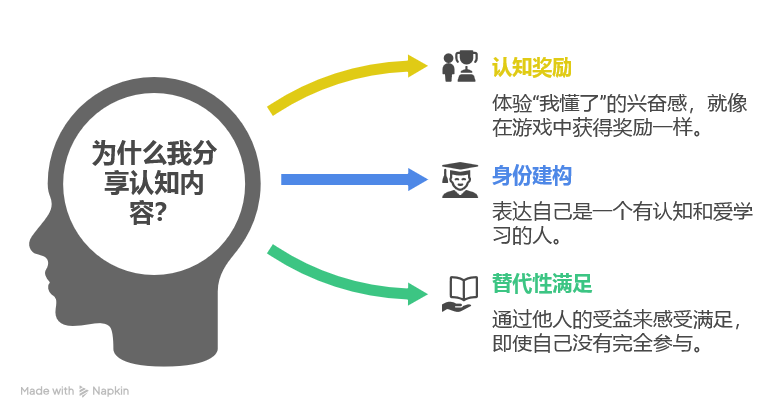 为什么我分
享认知内
容？
认知奖励
体验“我懂了”的兴奋感，就像
在游戏中获得奖励一样。
身份建构
表达自己是一个有认知和爱学
习的人。
替代性满足
通过他人的受益来感受满足，
即使自己没有完全参与。
Made with Napkin